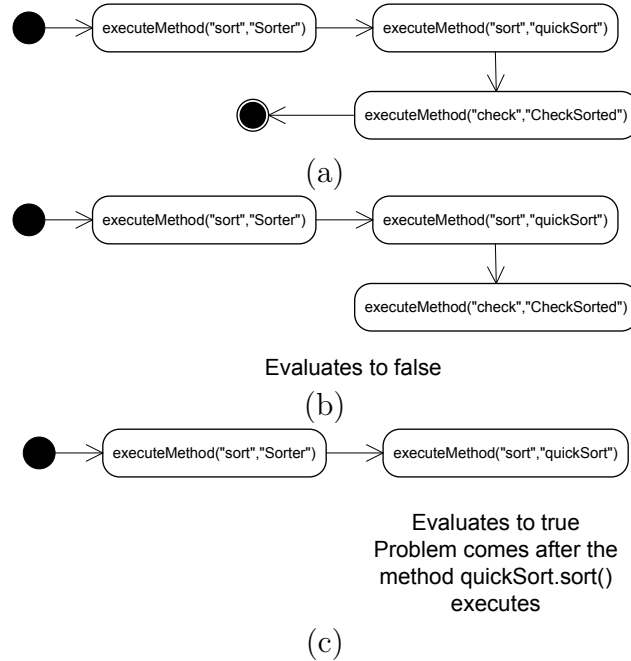 executeMethod("sort","Sorter")
executeMethod("sort","quickSort")
executeMethod("check","CheckSorted")
(a)
executeMethod("sort","Sorter")
executeMethod("sort","quickSort")
executeMethod("check","CheckSorted")
Evaluates to false
(b)
executeMethod("sort","Sorter")
executeMethod("sort","quickSort")
Evaluates to true
Problem comes after the
method quickSort.sort()
executes
(c)